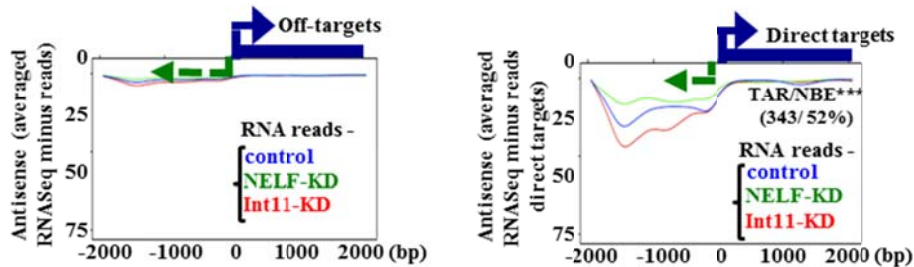 Off-targets
Antisense (averaged
RNASeq minus reads)
0
25
50
75
RNA reads -
control
NELF-KD
Int11-KD
-2000
-1000
0
1000
2000 (bp)
Direct targets
Antisense (averaged
RNASeq minus reads
direct targets)
0
25
50
75
TAR/NBE***
(343/ 52%)
RNA reads -
control
NELF-KD
Int11-KD
-2000
-1000
0
1000
2000 (bp)